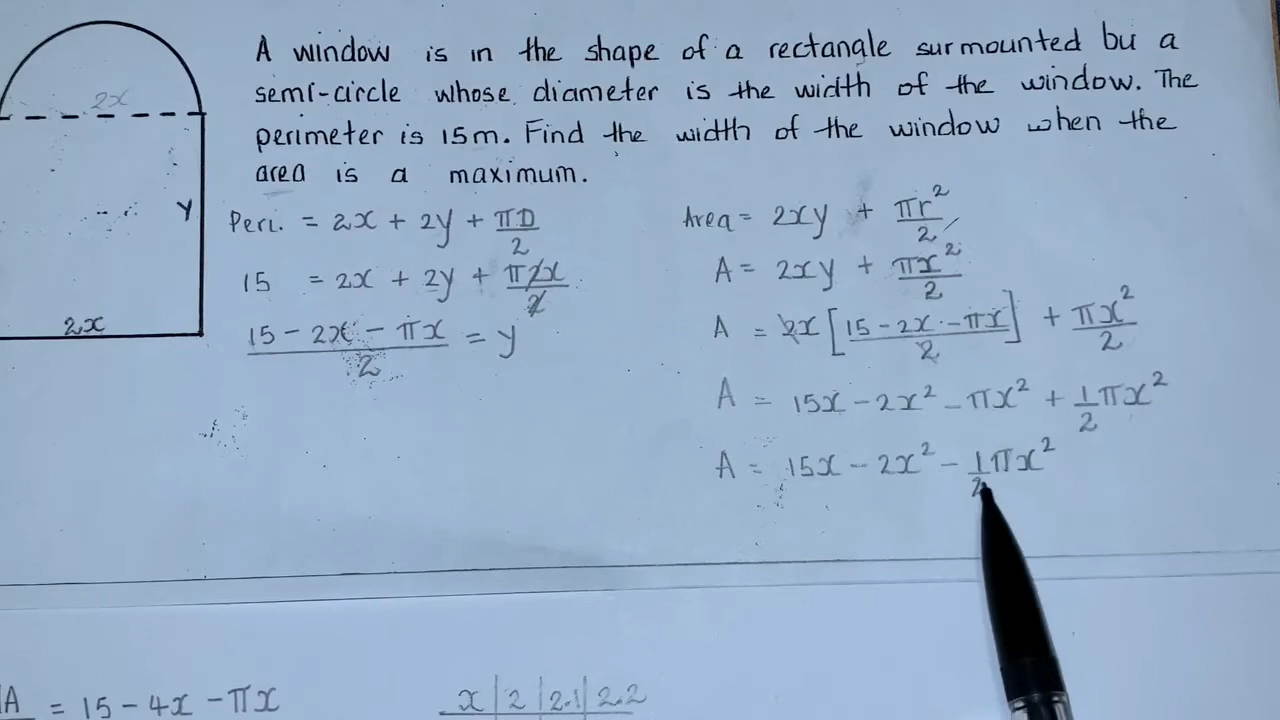 A window is in the shape of a rectangle surmounted bu a
semi-circle whose diameter is the width of the window. The
perimeter is 15m. Find the width of the window when the
area is a maximum.
2x
y
2x
Peri. = 2x + 2y + πD/2
15 = 2x + 2y + π2x/2
(15 - 2x - πx)/2 = y
Area = 2xy + πr²/2
A = 2xy + πx²/2
A = 2x[(15 - 2x - πx)/2] + πx²/2
A = 15x - 2x² - πx² + 1/2 πx²
A = 15x - 2x² - 1/2 πx²
A = 15 - 4x - πx
x | 2 | 2.1 | 2.2